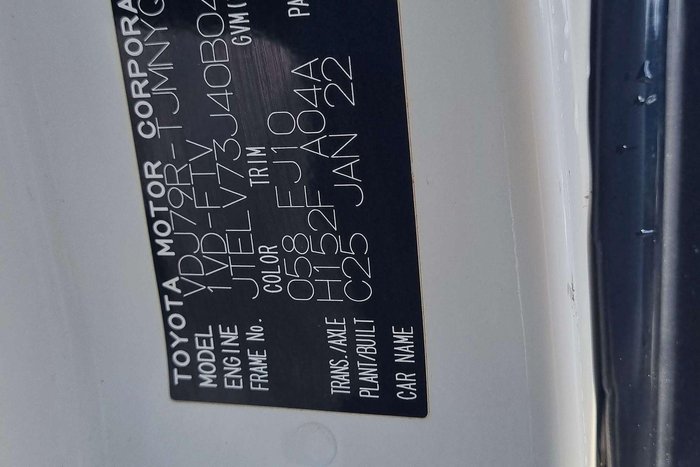 TOYOTA MOTOR CORPORA
MODEL VDJ79R-TJMNYG
ENGINE 1VD-FTV
FRAME No. JTELV73J40B04
COLOR TRIM GVM(
058 FJ10 PA
TRANS./AXLE H152F A04A
PLANT/BUILT C25 JAN 22
CAR NAME